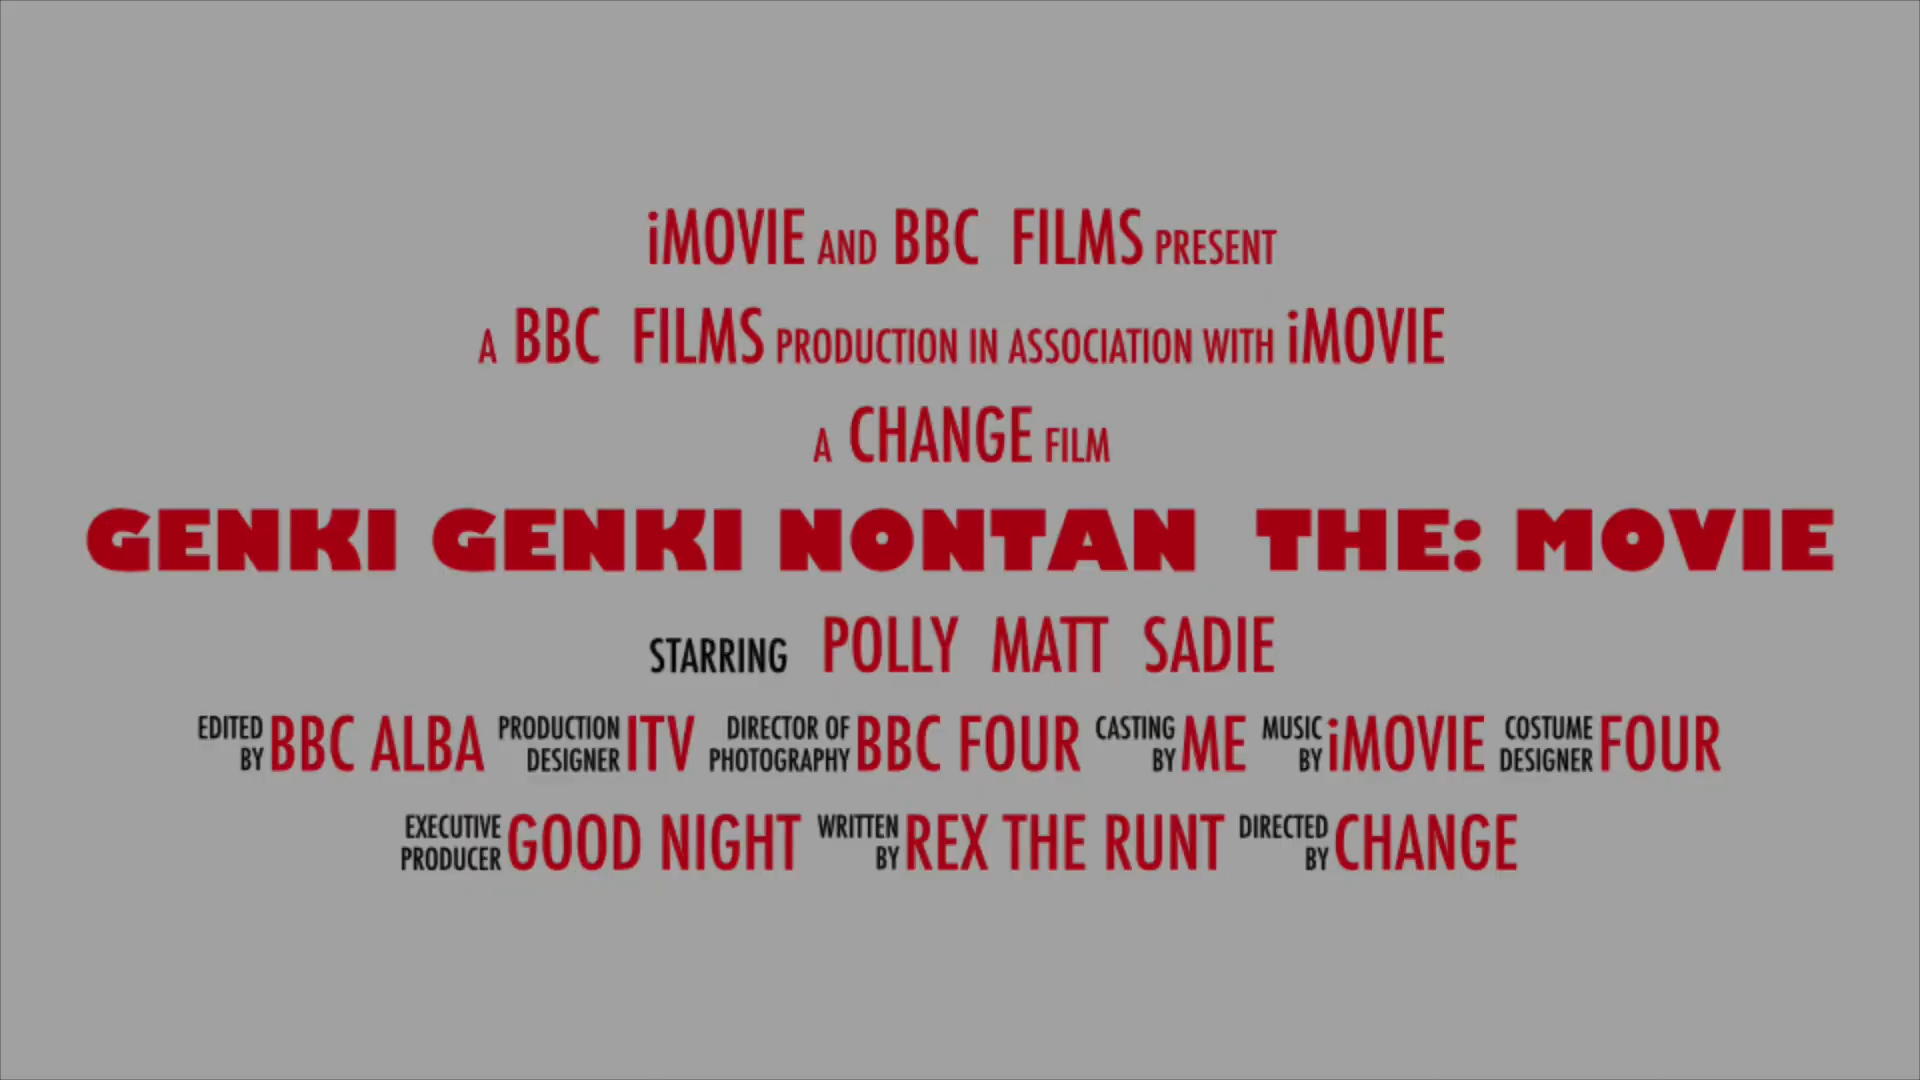 iMOVIE AND BBC FILMS PRESENT
A BBC FILMS PRODUCTION IN ASSOCIATION WITH iMOVIE
A CHANGE FILM
GENKI GENKI NONTAN THE: MOVIE
STARRING POLLY MATT SADIE
EDITED BY BBC ALBA PRODUCTION DESIGNER ITV DIRECTOR OF PHOTOGRAPHY BBC FOUR CASTING BY ME MUSIC BY iMOVIE COSTUME DESIGNER FOUR
EXECUTIVE PRODUCER GOOD NIGHT WRITTEN BY REX THE RUNT DIRECTED BY CHANGE